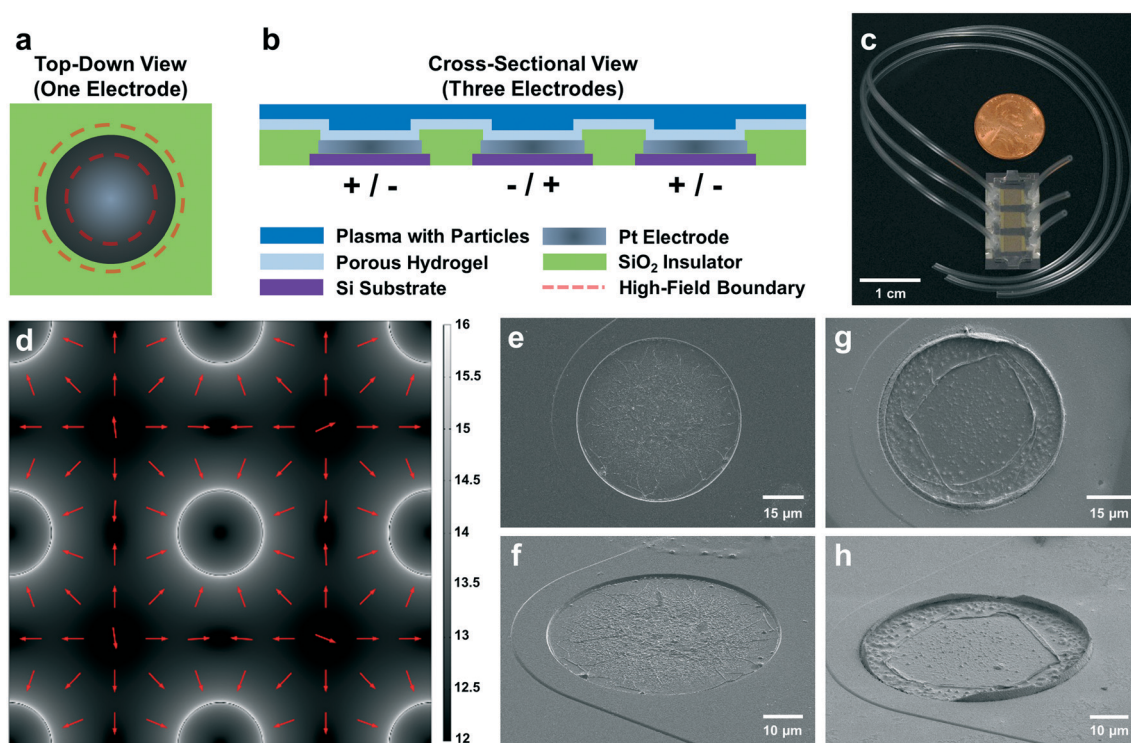 a
Top-Down View
(One Electrode)
b
Cross-Sectional View
(Three Electrodes)
+ / -
- / +
+ / -
Plasma with Particles
Porous Hydrogel
Si Substrate
Pt Electrode
SiO₂ Insulator
High-Field Boundary
c
1 cm
d
16
15.5
15
14.5
14
13.5
13
12.5
12
e
15 µm
g
15 µm
f
10 µm
h
10 µm